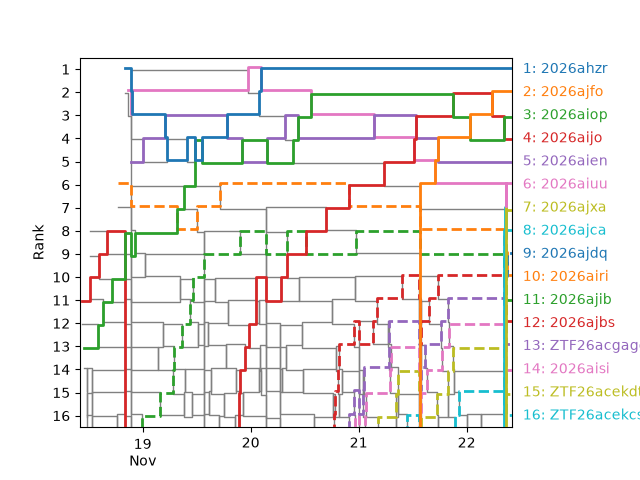 1
2
3
4
5
6
7
8
9
10
11
12
13
14
15
16
Rank
19
20
21
22
Nov
1: 2026ahzr
2: 2026ajfo
3: 2026aiop
4: 2026aijo
5: 2026aien
6: 2026aiuu
7: 2026ajxa
8: 2026ajca
9: 2026ajdq
10: 2026airi
11: 2026ajib
12: 2026ajbs
13: ZTF26acgag
14: 2026aisi
15: ZTF26acekd
16: ZTF26acekcs